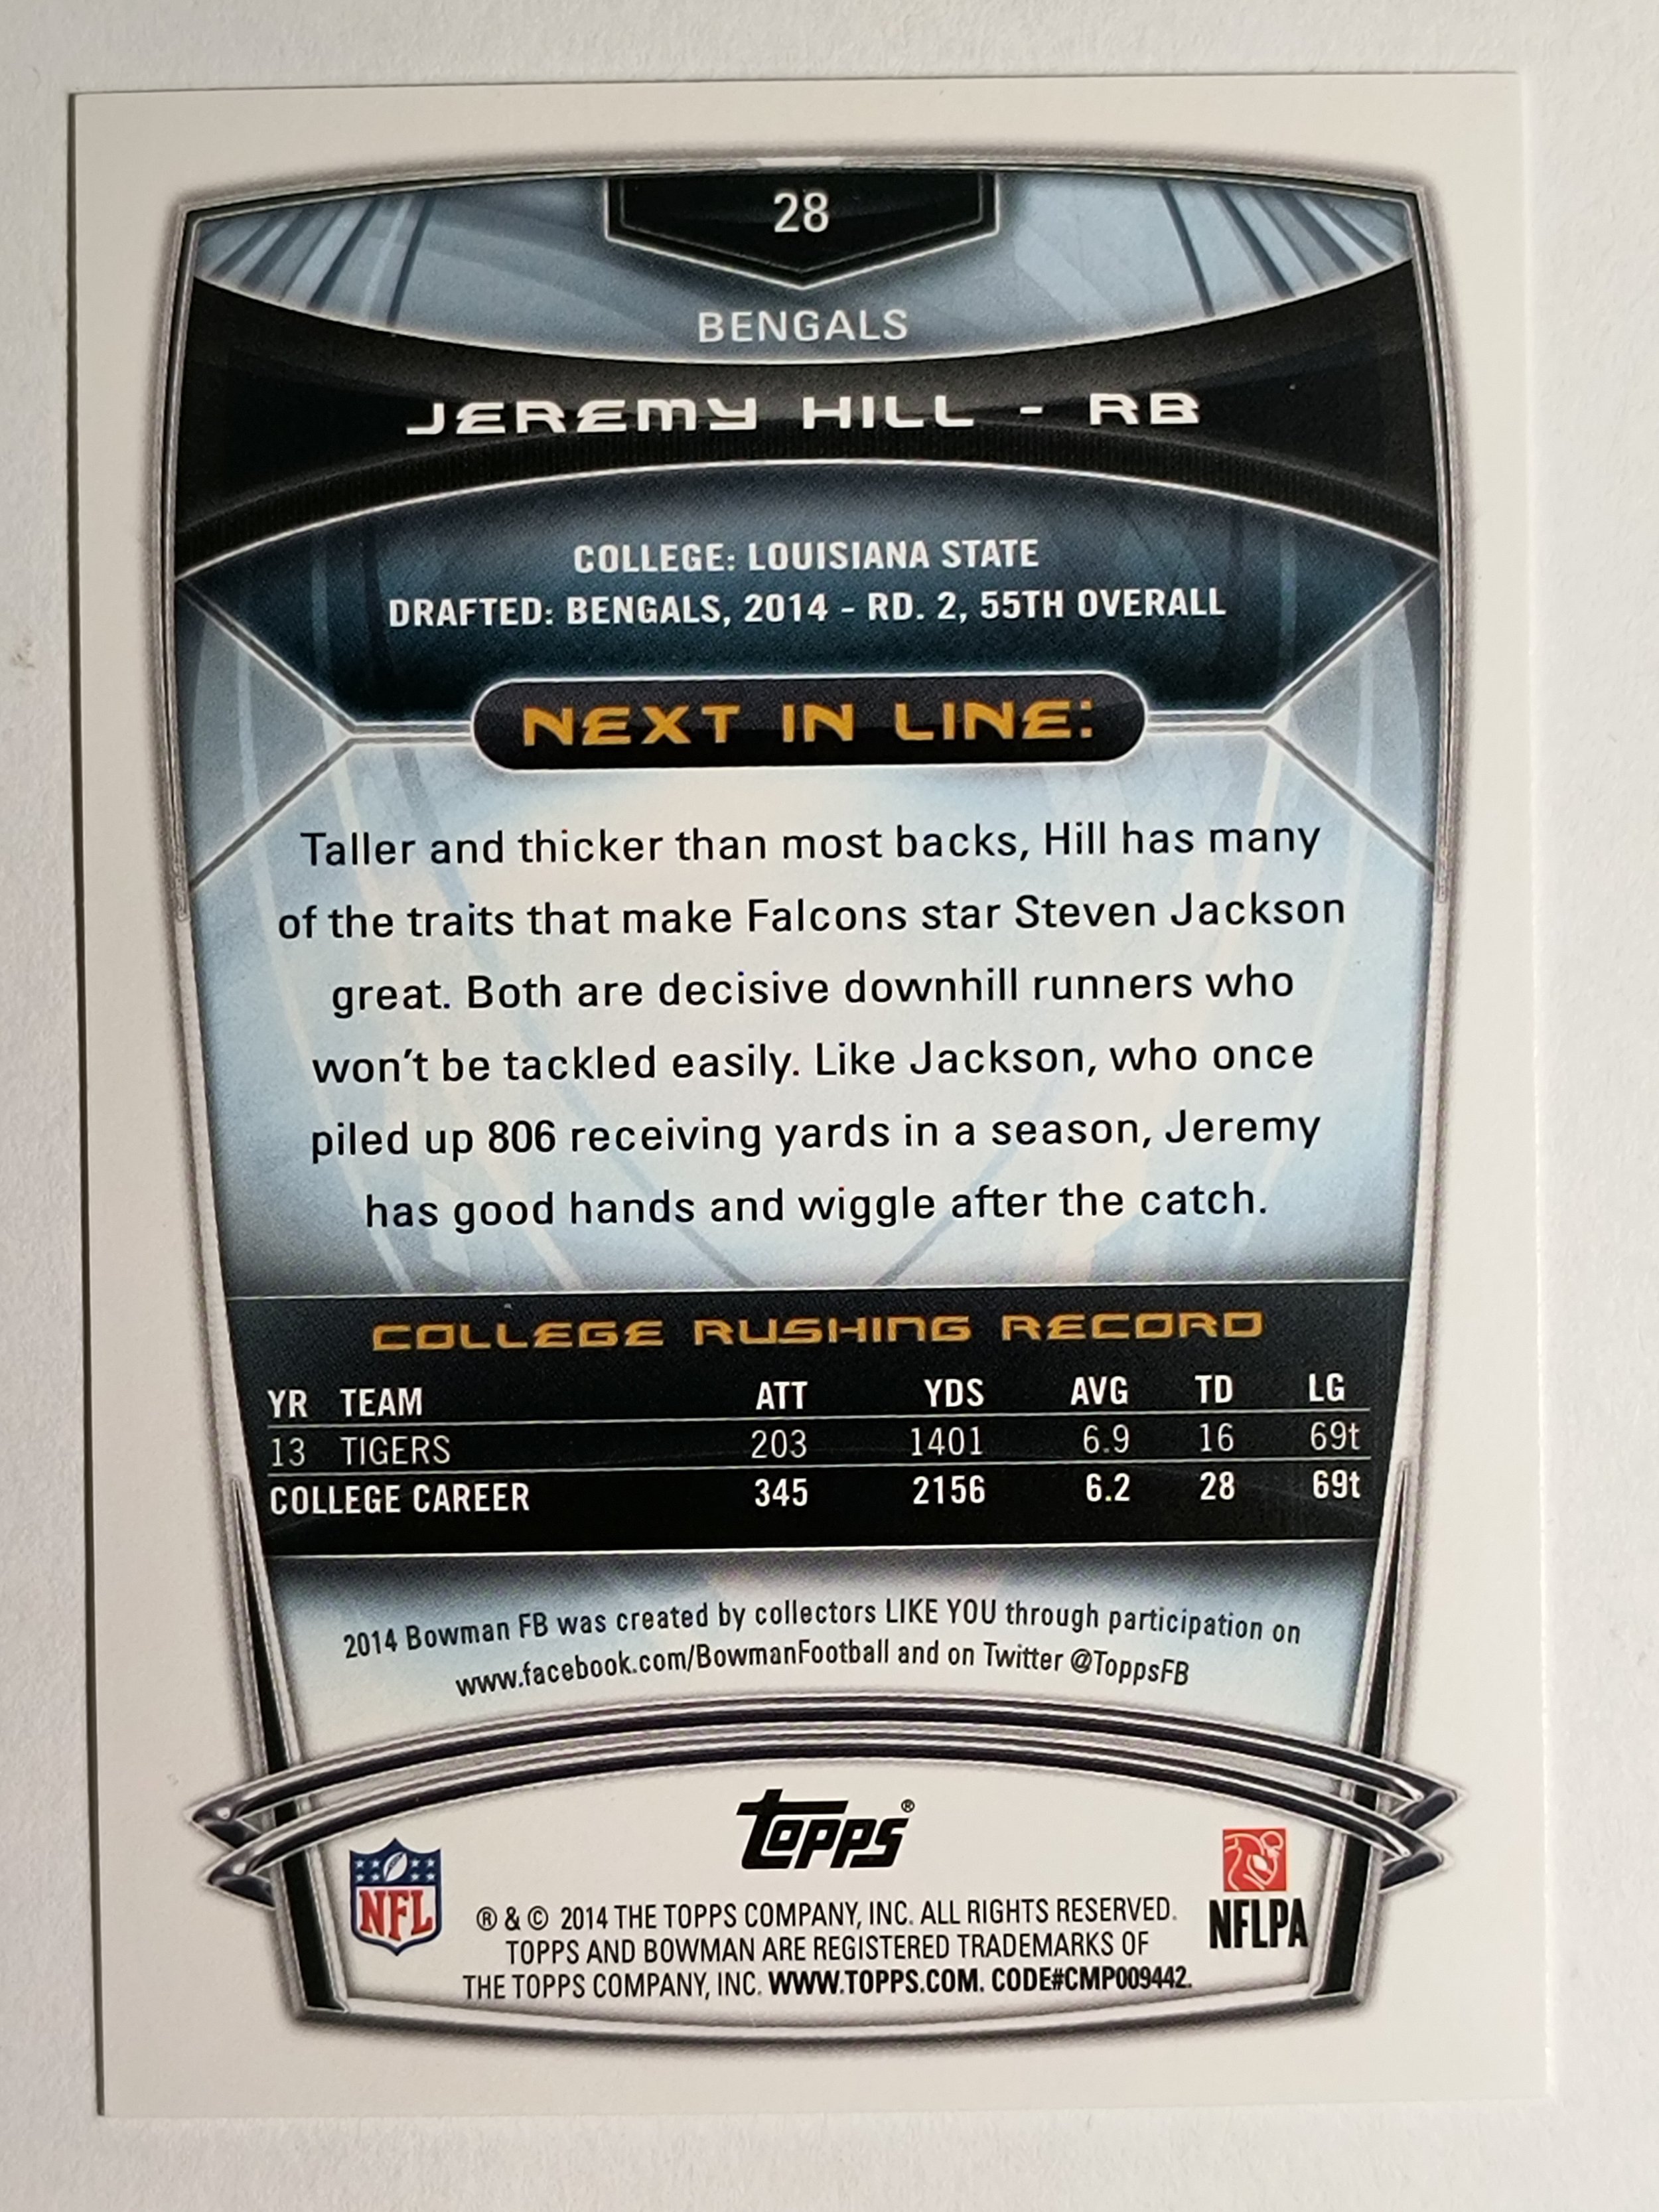 28
BENGALS
JEREMY HILL - RB
COLLEGE: LOUISIANA STATE
DRAFTED: BENGALS, 2014 - RD. 2, 55TH OVERALL
NEXT IN LINE:
Taller and thicker than most backs, Hill has many
of the traits that make Falcons star Steven Jackson
great. Both are decisive downhill runners who
won't be tackled easily. Like Jackson, who once
piled up 806 receiving yards in a season, Jeremy
has good hands and wiggle after the catch.
COLLEGE RUSHING RECORD
YR TEAM ATT YDS AVG TD LG
13 TIGERS 203 1401 6.9 16 69t
COLLEGE CAREER 345 2156 6.2 28 69t
2014 Bowman FB was created by collectors LIKE YOU through participation on
www.facebook.com/BowmanFootball and on Twitter @ToppsFB
topps®
NFL
® & © 2014 THE TOPPS COMPANY, INC. ALL RIGHTS RESERVED.
TOPPS AND BOWMAN ARE REGISTERED TRADEMARKS OF
THE TOPPS COMPANY, INC. WWW.TOPPS.COM. CODE#CMP009442.
NFLPA